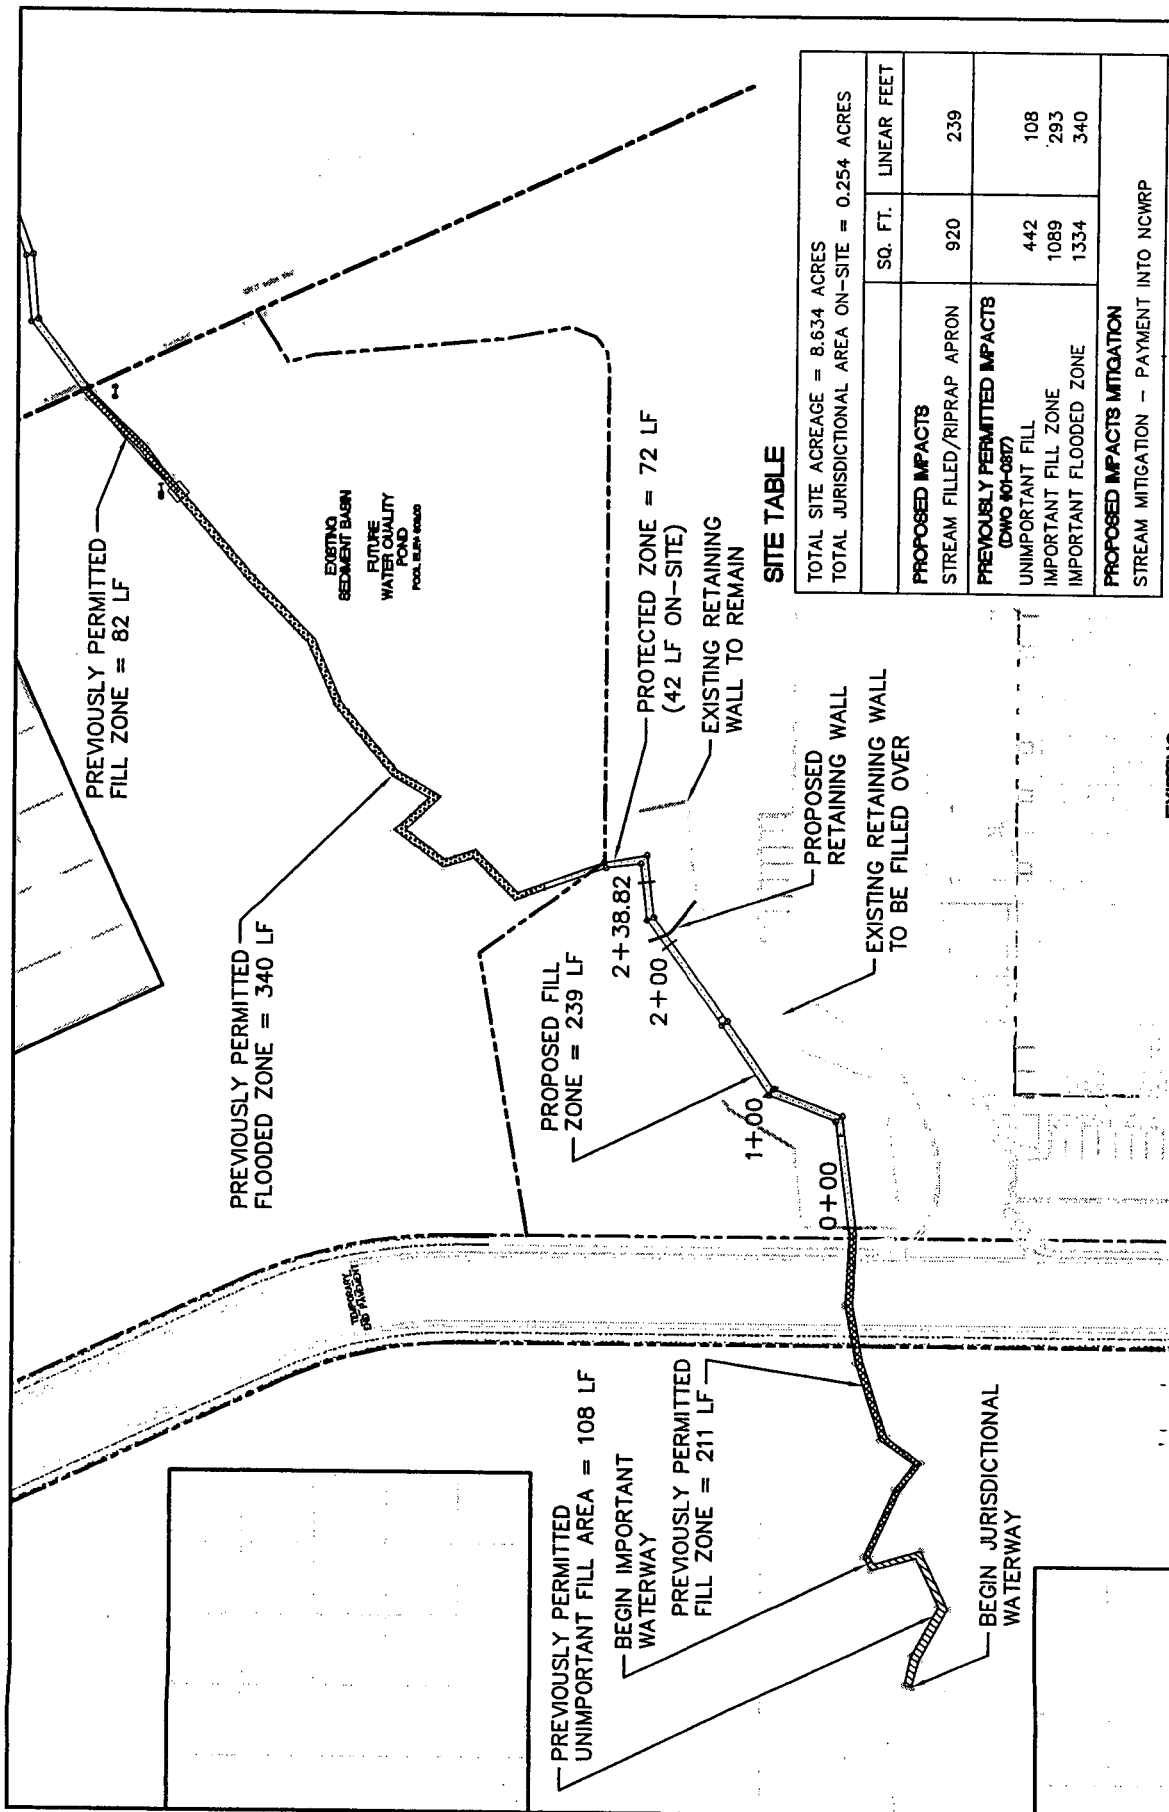 PREVIOUSLY PERMITTED
FILL ZONE = 82 LF
PREVIOUSLY PERMITTED
FLOODED ZONE = 340 LF
EXISTING
SEDIMENT BASIN
FUTURE
WATER QUALITY
POND
PROTECTED ZONE = 72 LF
(42 LF ON-SITE)
EXISTING RETAINING
WALL TO REMAIN
PROPOSED FILL
ZONE = 239 LF
2+38.82
2+00
1+00
0+00
PROPOSED
RETAINING WALL
EXISTING RETAINING WALL
TO BE FILLED OVER
TEMPORARY
END PAVEMENT
PREVIOUSLY PERMITTED
UNIMPORTANT FILL AREA = 108 LF
BEGIN IMPORTANT
WATERWAY
PREVIOUSLY PERMITTED
FILL ZONE = 211 LF
BEGIN JURISDICTIONAL
WATERWAY
SITE TABLE
TOTAL SITE ACREAGE = 8.634 ACRES
TOTAL JURISDICTIONAL AREA ON-SITE = 0.254 ACRES
SQ. FT. LINEAR FEET
PROPOSED IMPACTS
STREAM FILLED/RIPRAP APRON 920 239
PREVIOUSLY PERMITTED IMPACTS
(DWQ #01-0817)
UNIMPORTANT FILL 442 108
IMPORTANT FILL ZONE 1089 293
IMPORTANT FLOODED ZONE 1334 340
PROPOSED IMPACTS MITIGATION
STREAM MITIGATION - PAYMENT INTO NCWRP
EXISTING